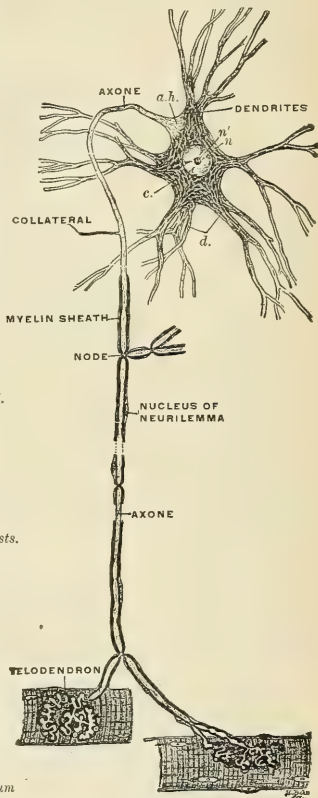 AXONE
a.h.
DENDRITES
n'
n
c.
COLLATERAL
d.
MYELIN SHEATH
NODE
NUCLEUS OF
NEURILEMMA
AXONE
sts.
TELODENDRON
um